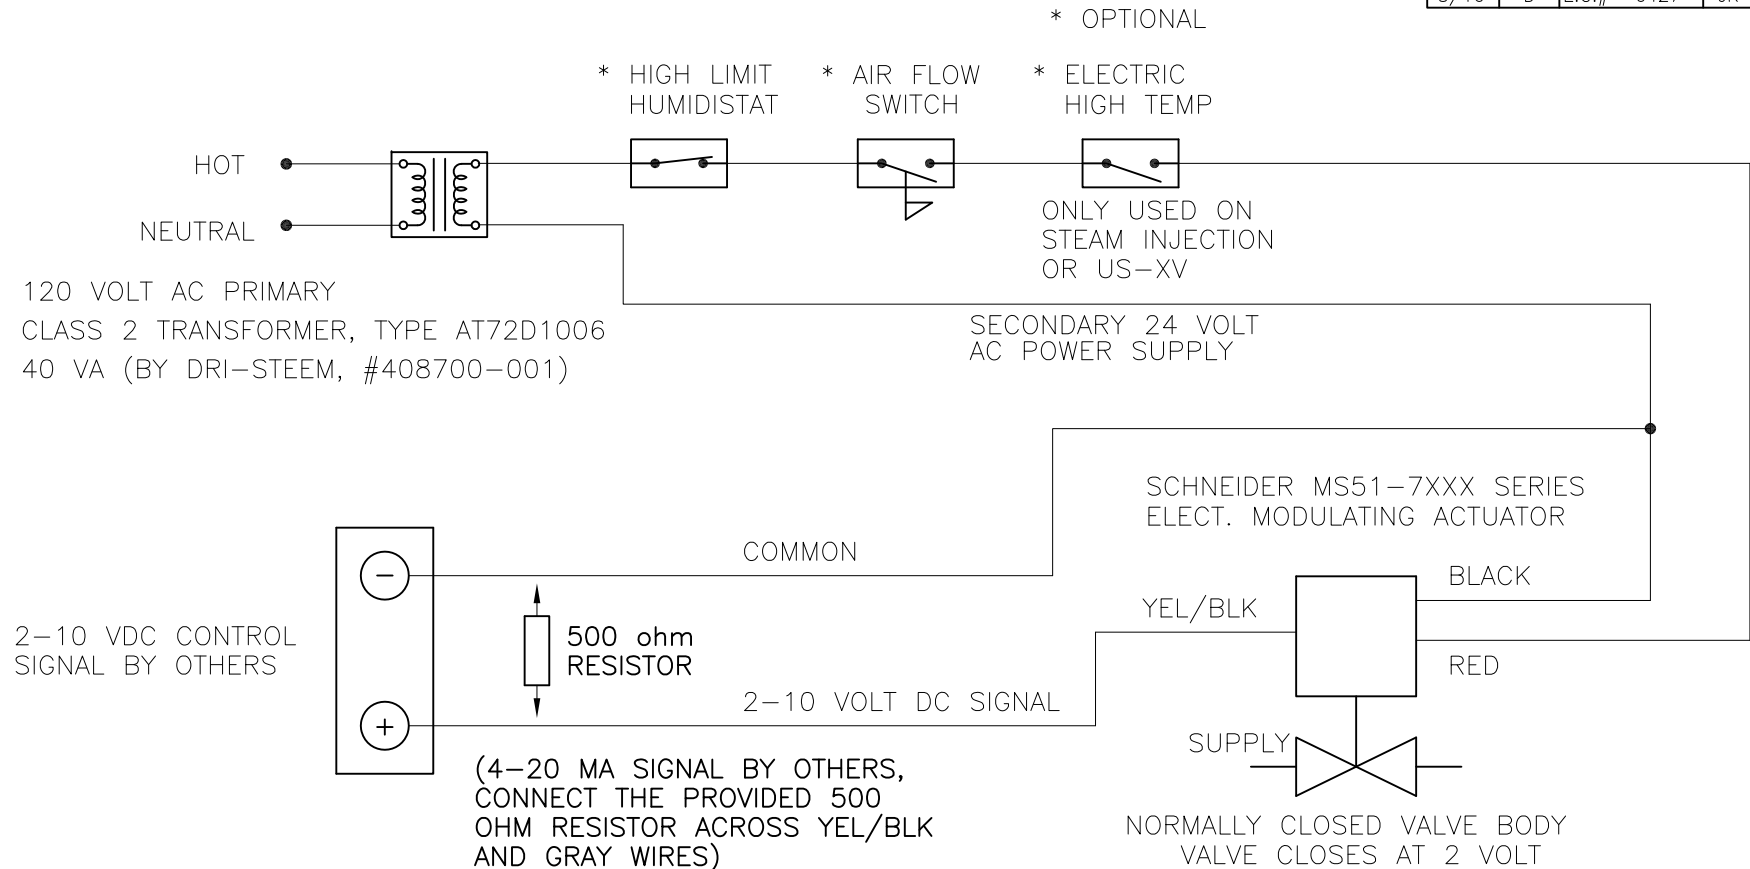 * OPTIONAL
* HIGH LIMIT
HUMIDISTAT
* AIR FLOW
SWITCH
* ELECTRIC
HIGH TEMP
HOT
NEUTRAL
ONLY USED ON
STEAM INJECTION
OR US-XV
120 VOLT AC PRIMARY
CLASS 2 TRANSFORMER, TYPE AT72D1006
40 VA (BY DRI-STEEM, #408700-001)
SECONDARY 24 VOLT
AC POWER SUPPLY
SCHNEIDER MS51-7XXX SERIES
ELECT. MODULATING ACTUATOR
COMMON
BLACK
YEL/BLK
2-10 VDC CONTROL
SIGNAL BY OTHERS
500 ohm
RESISTOR
RED
2-10 VOLT DC SIGNAL
SUPPLY
(4-20 MA SIGNAL BY OTHERS,
CONNECT THE PROVIDED 500
OHM RESISTOR ACROSS YEL/BLK
AND GRAY WIRES)
NORMALLY CLOSED VALVE BODY
VALVE CLOSES AT 2 VOLT